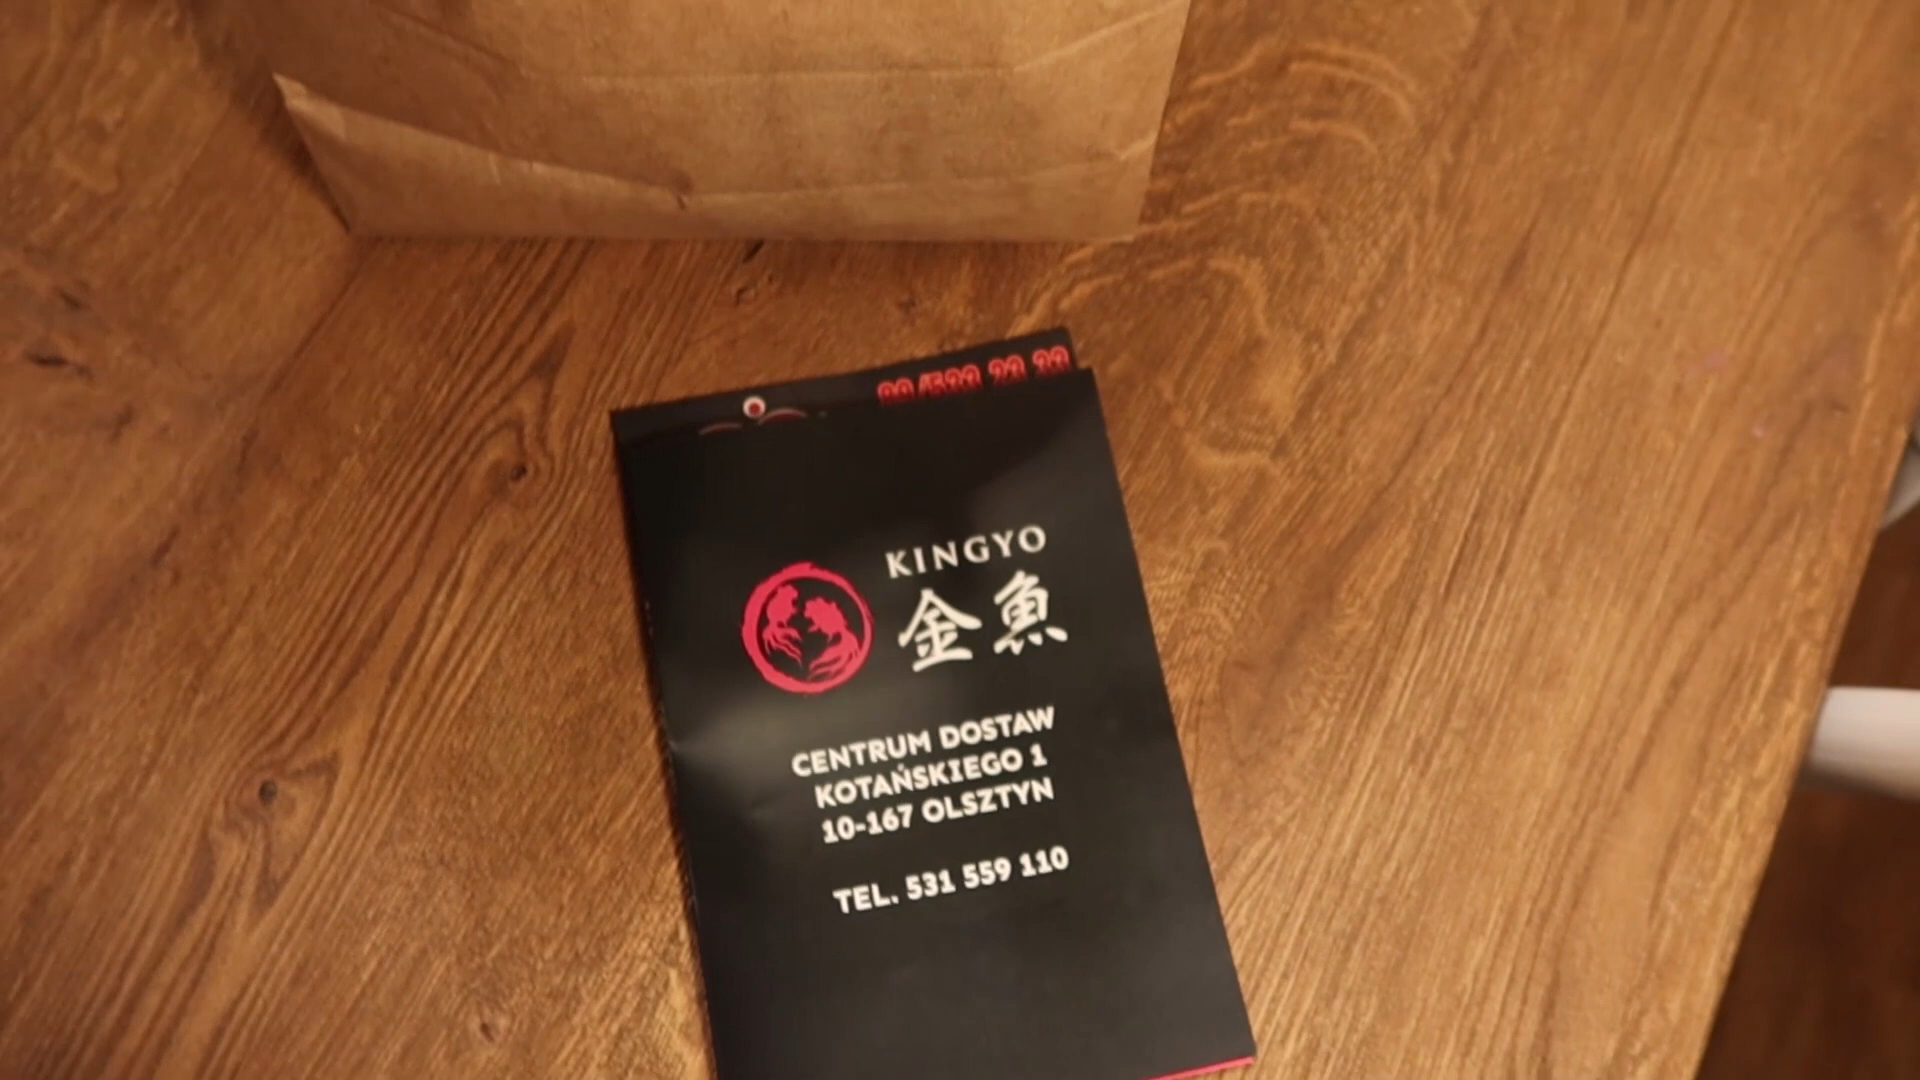 KINGYO
金魚
CENTRUM DOSTAW
KOTAŃSKIEGO 1
10-167 OLSZTYN
TEL. 531 559 110